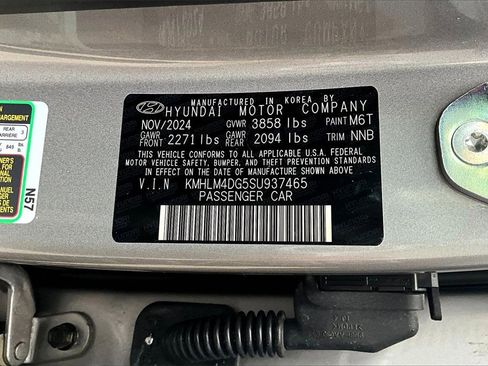 MANUFACTURED IN KOREA BY
HYUNDAI MOTOR COMPANY
NOV/2024 GVWR 3858 lbs PAINT M6T
GAWR FRONT 2271 lbs GAWR REAR 2094 lbs TRIM NNB
THIS VEHICLE CONFORMS TO ALL APPLICABLE U.S.A. FEDERAL
MOTOR VEHICLE SAFETY, BUMPER, AND THEFT PREVENTION STANDARDS
IN EFFECT ON THE DATE OF MANUFACTURE SHOWN ABOVE.
V.I.N KMHLM4DG5SU937465
PASSENGER CAR
REAR 3
N57